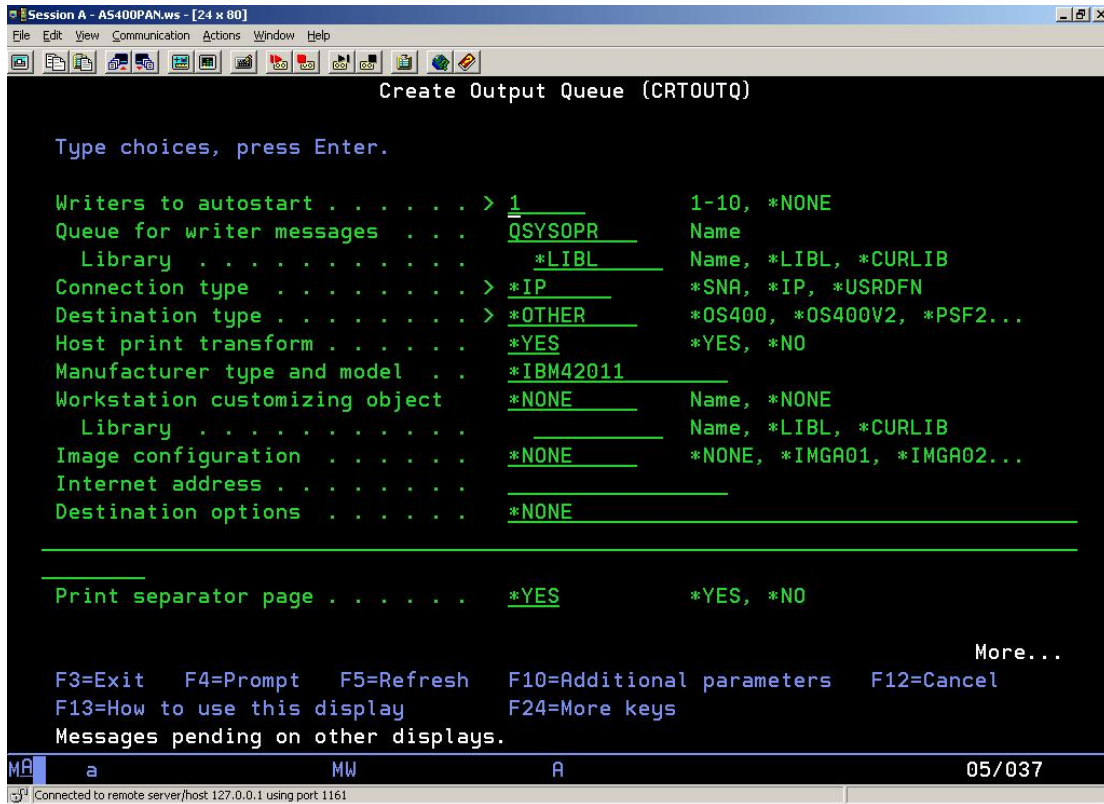 Session A - AS400PAN.ws - [24 x 80]
File Edit View Communication Actions Window Help
Create Output Queue (CRTOUTQ)
Type choices, press Enter.
Writers to autostart . . . . . . > 1 1-10, *NONE
Queue for writer messages . . . QSYSOPR Name
Library . . . . . . . . . . . *LIBL Name, *LIBL, *CURLIB
Connection type . . . . . . . . > *IP *SNA, *IP, *USRDFN
Destination type . . . . . . . . > *OTHER *OS400, *OS400V2, *PSF2...
Host print transform . . . . . . *YES *YES, *NO
Manufacturer type and model . . *IBM42011
Workstation customizing object *NONE Name, *NONE
Library . . . . . . . . . . . Name, *LIBL, *CURLIB
Image configuration . . . . . . *NONE *NONE, *IMGA01, *IMGA02...
Internet address . . . . . . . .
Destination options . . . . . . *NONE
Print separator page . . . . . . *YES *YES, *NO
More...
F3=Exit F4=Prompt F5=Refresh F10=Additional parameters F12=Cancel
F13=How to use this display F24=More keys
Messages pending on other displays.
MA a MW A 05/037
Connected to remote server/host 127.0.0.1 using port 1161